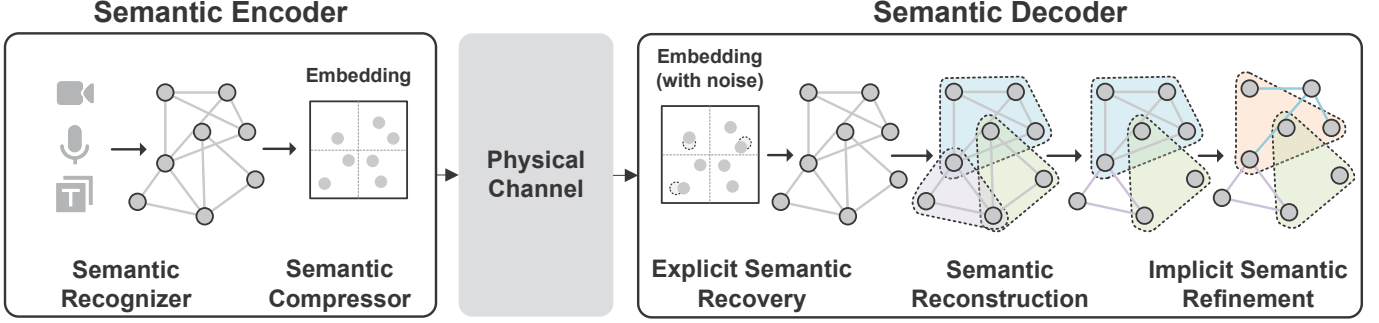 Semantic Encoder
Embedding
T
Semantic
Recognizer
Semantic
Compressor
Physical
Channel
Semantic Decoder
Embedding
(with noise)
Explicit Semantic
Recovery
Semantic
Reconstruction
Implicit Semantic
Refinement